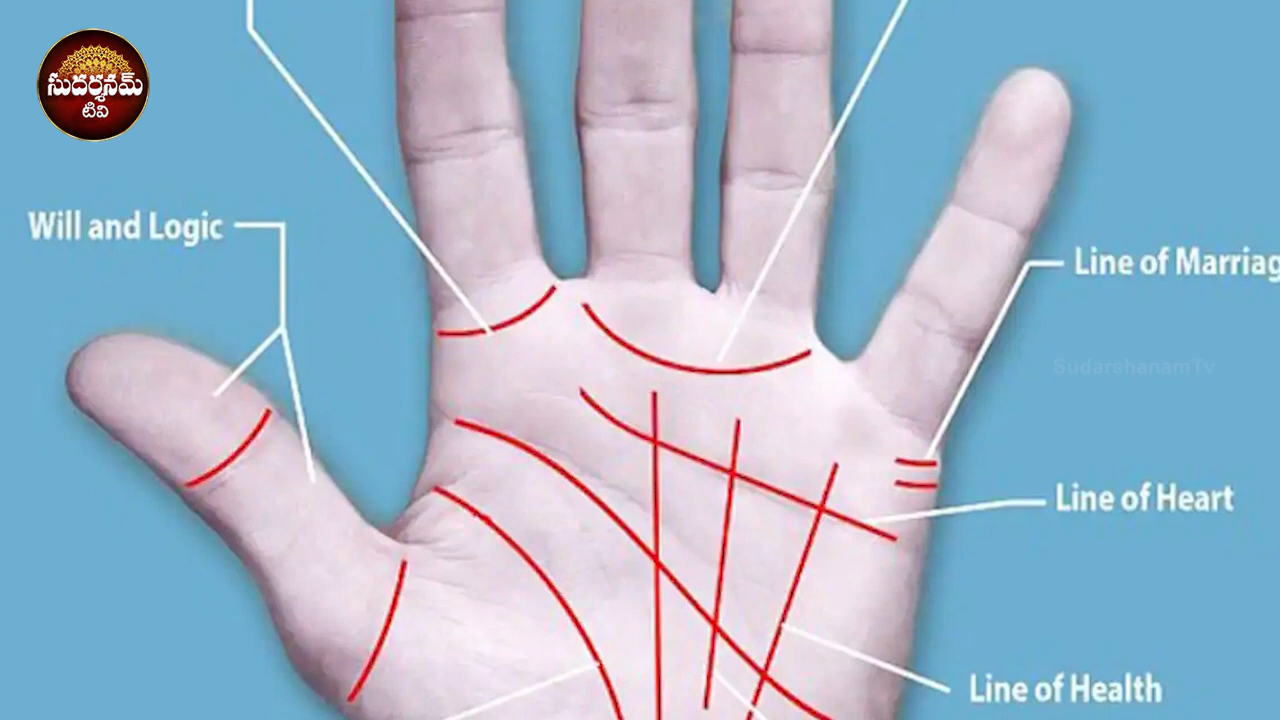 సుదర్శనమ్
టివి
Will and Logic
Line of Marriag
SudarshanamTv
Line of Heart
Line of Health